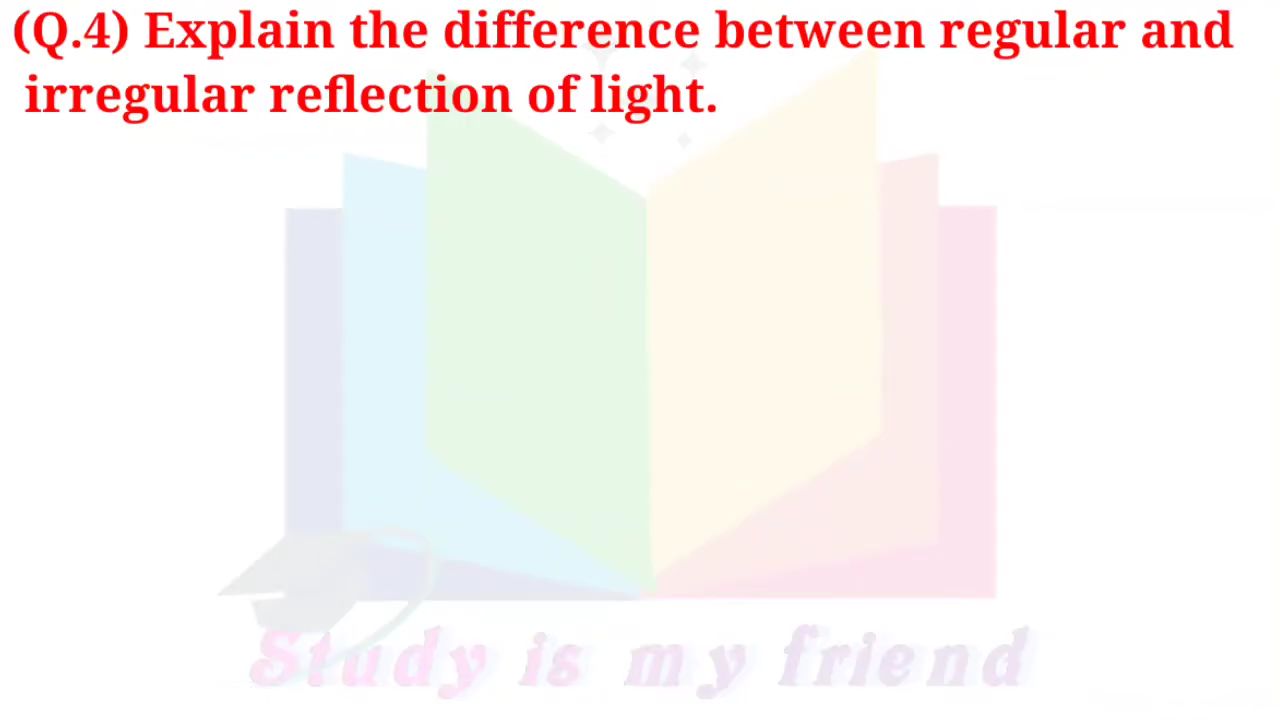 (Q.4) Explain the difference between regular and
irregular reflection of light.
Study is my friend